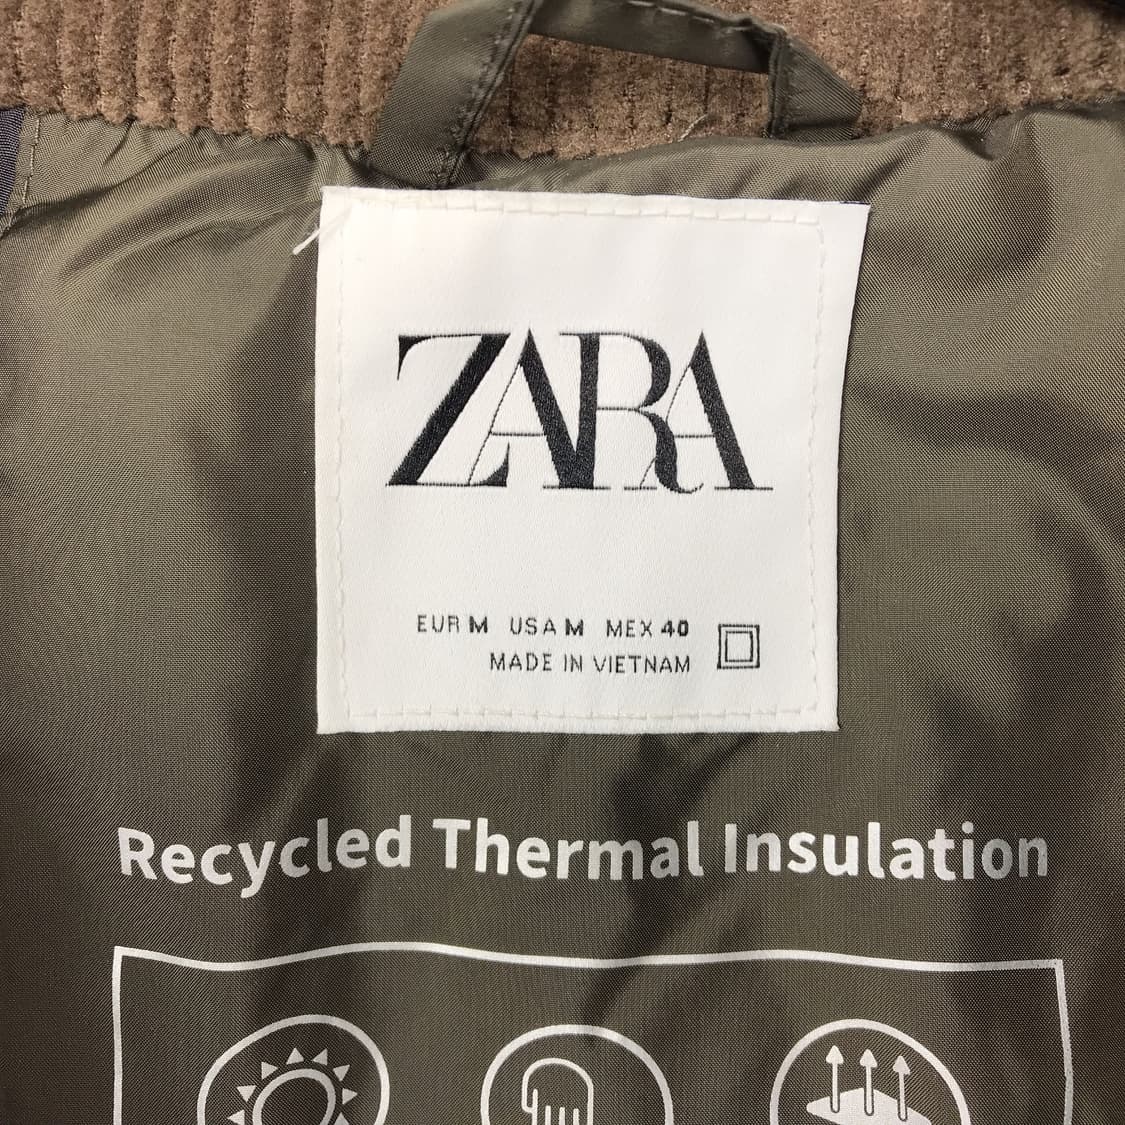 ZARA
EUR M USA M MEX 40
MADE IN VIETNAM
Recycled Thermal Insulation